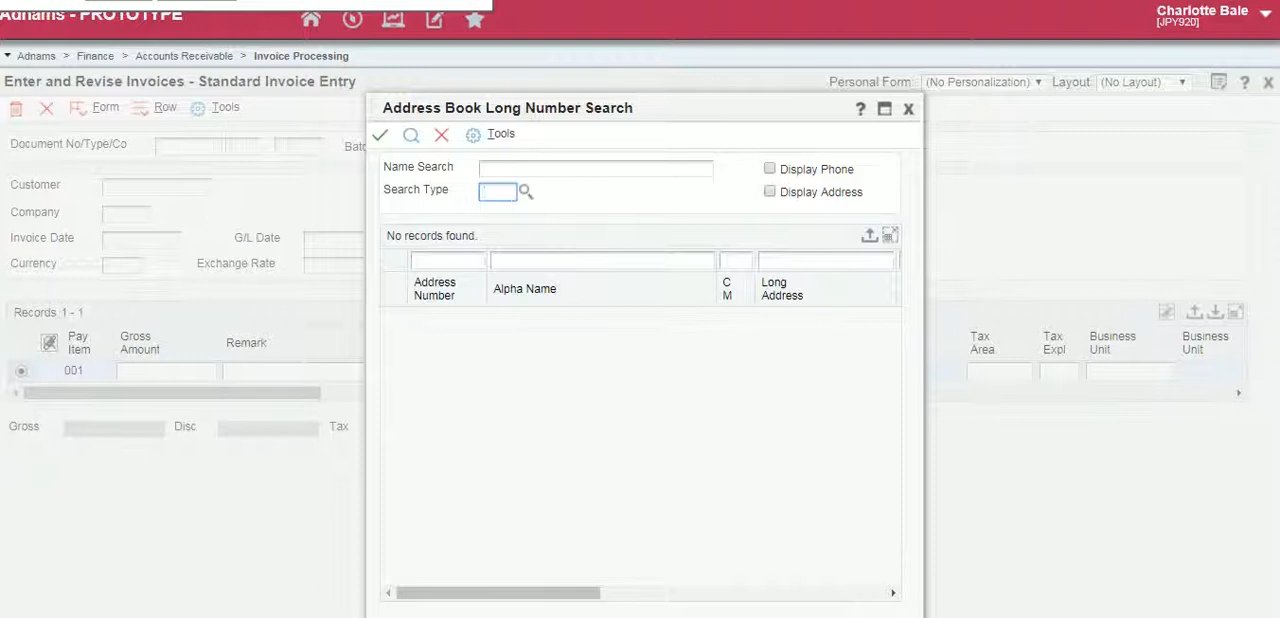 Adnams - PROTOTYPE
Charlotte Bale
[JPY920]
Adnams > Finance > Accounts Receivable > Invoice Processing
Enter and Revise Invoices - Standard Invoice Entry
Personal Form: (No Personalization) Layout: (No Layout)
Form Row Tools
Document No/Type/Co
Customer
Company
Invoice Date G/L Date
Currency Exchange Rate
Records 1 - 1
Pay Item Gross Amount Remark
001
Gross Disc Tax
Address Book Long Number Search
Tools
Name Search
Display Phone
Search Type
Display Address
No records found.
Address Number Alpha Name C M Long Address
Tax Area Tax Expl Business Unit Business Unit